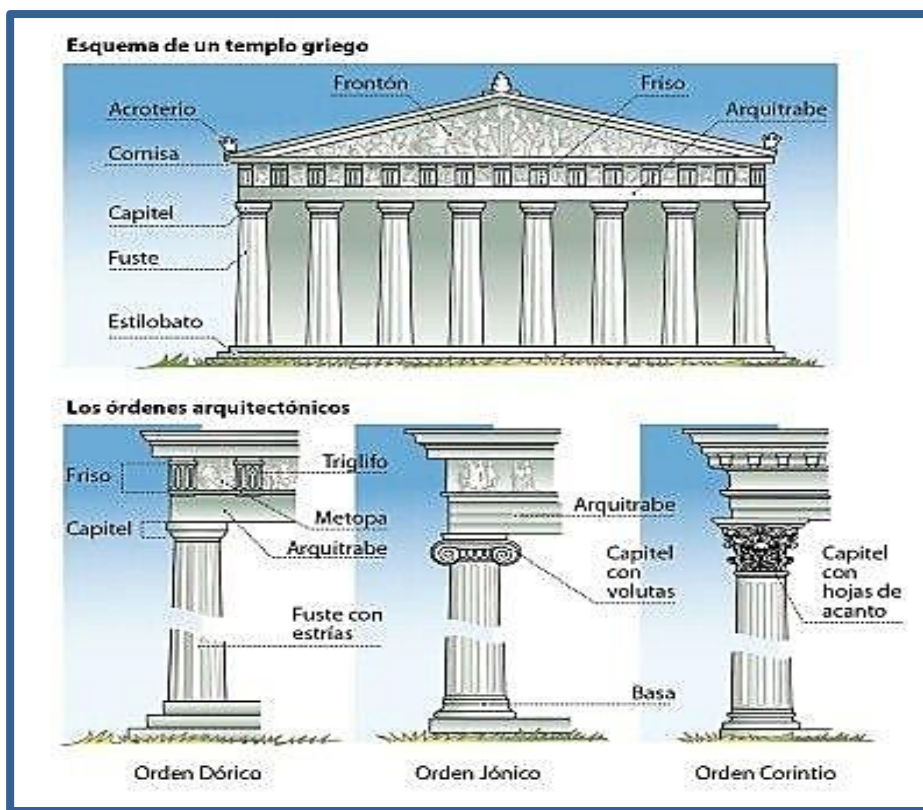 Esquema de un templo griego
Frontón
Friso
Acroterio
Arquitrabe
Cornisa
Capitel
Fuste
Estilobato
Los órdenes arquitectónicos
Friso
Triglifo
Metopa
Capitel
Arquitrabe
Fuste con
estrías
Orden Dórico
Arquitrabe
Capitel
con
volutas
Basa
Orden Jónico
Capitel
con
hojas de
acanto
Orden Corintio